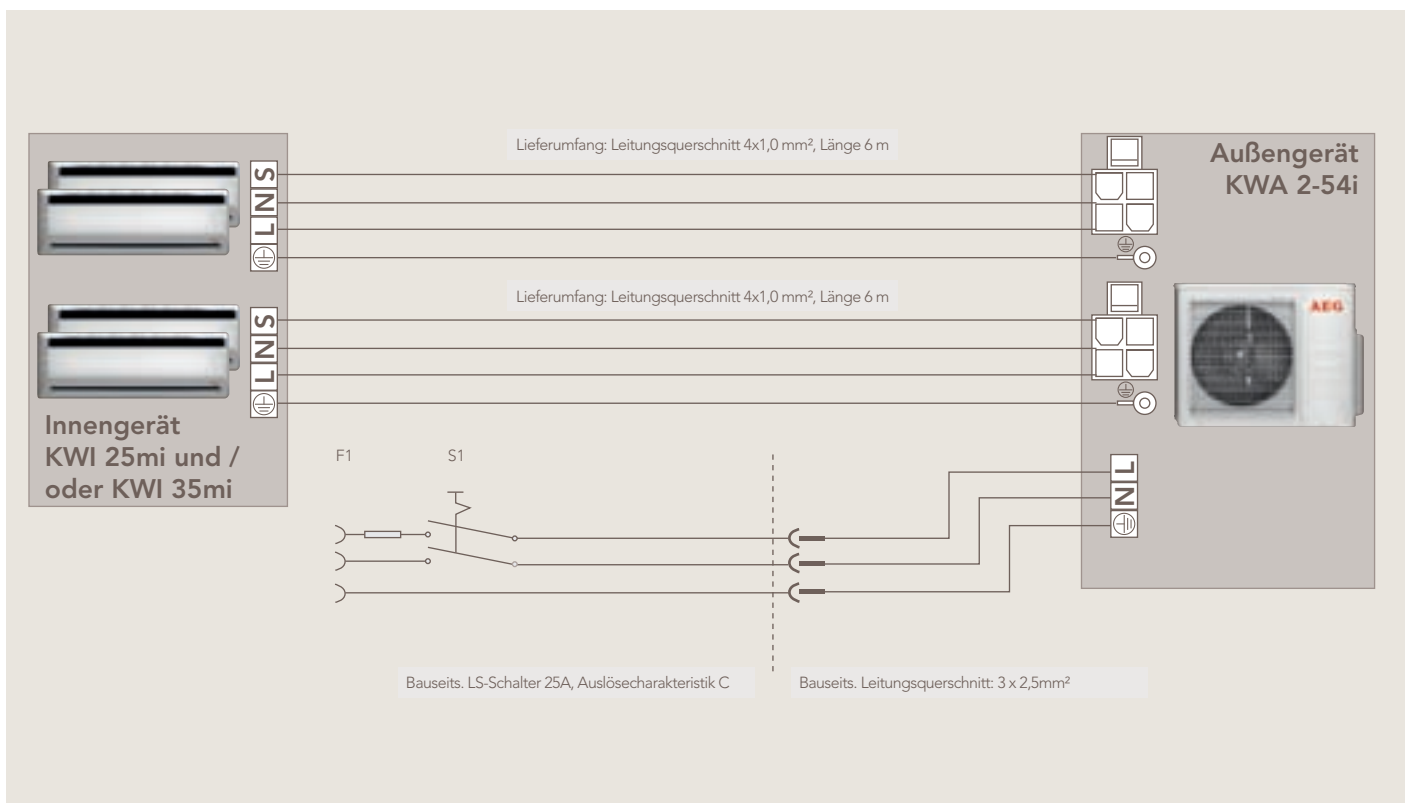 Lieferumfang: Leitungsquerschnitt 4x1,0 mm², Länge 6 m
S
N
L
Außengerät
KWA 2-54i
Lieferumfang: Leitungsquerschnitt 4x1,0 mm², Länge 6 m
S
N
L
AEG
Innengerät
KWI 25mi und /
oder KWI 35mi
F1
S1
L
N
Bauseits. LS-Schalter 25A, Auslösecharakteristik C
Bauseits. Leitungsquerschnitt: 3 x 2,5mm²